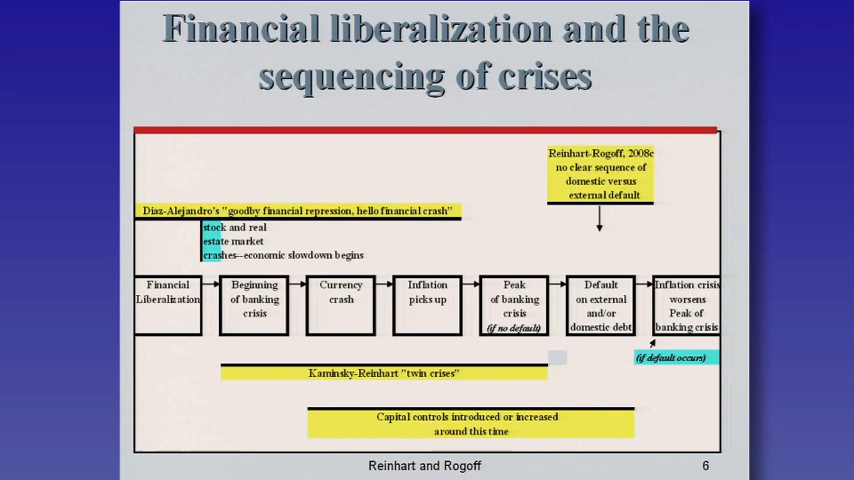 Financial liberalization and the
sequencing of crises
Reinhart-Rogoff, 2008c
no clear sequence of
domestic versus
external default
Diaz-Alejandro's "goodby financial repression, hello financial crash"
stock and real
estate market
crashes--economic slowdown begins
Financial
Liberalization
Beginning
of banking
crisis
Currency
crash
Inflation
picks up
Peak
of banking
crisis
(if no default)
Default
on external
and/or
domestic debt
Inflation crisis
worsens
Peak of
banking crisis
(if default occurs)
Kaminsky-Reinhart "twin crises"
Capital controls introduced or increased
around this time
Reinhart and Rogoff
6